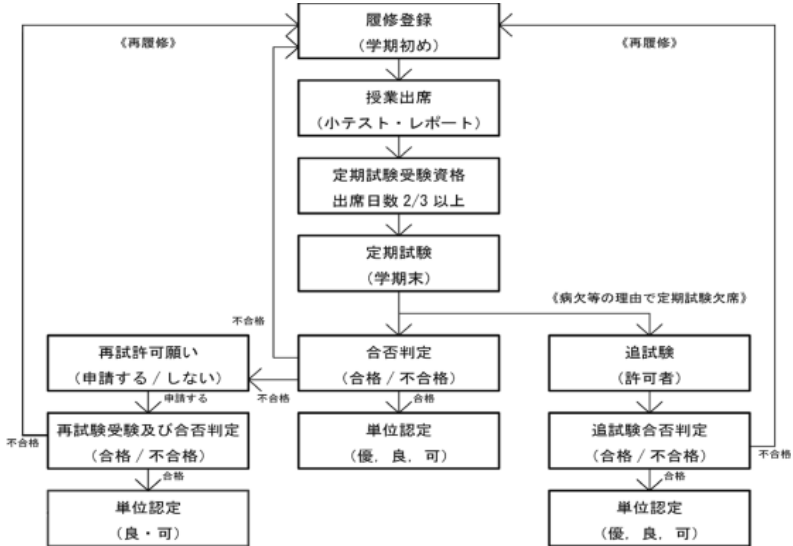 履修登録
(学期初め)
《再履修》
《再履修》
授業出席
(小テスト・レポート)
定期試験受験資格
出席日数 2/3 以上
定期試験
(学期末)
《病欠等の理由で定期試験欠席》
不合格
再試許可願い
(申請する / しない)
合否判定
(合格 / 不合格)
追試験
(許可者)
申請する
不合格
合格
再試験受験及び合否判定
(合格 / 不合格)
単位認定
(優, 良, 可)
追試験合否判定
(合格 / 不合格)
不合格
不合格
合格
合格
単位認定
(良・可)
単位認定
(優, 良, 可)